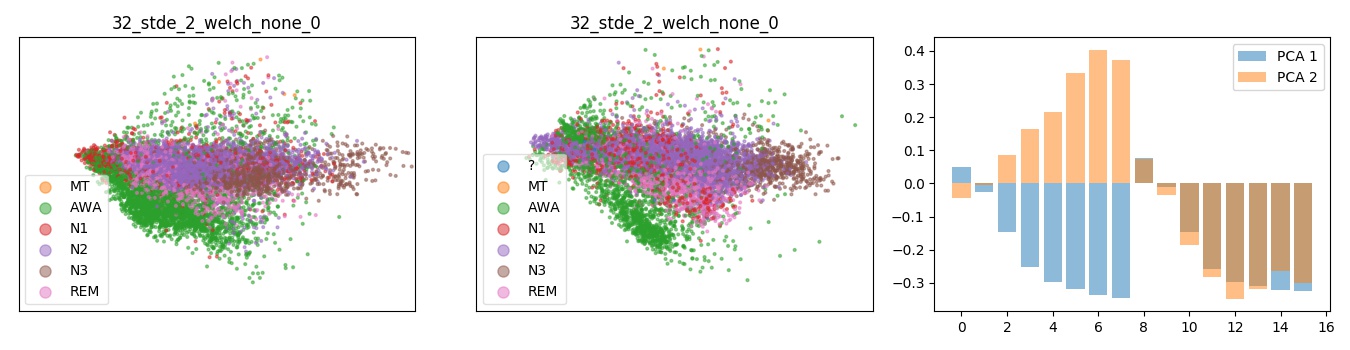 32_stde_2_welch_none_0
MT
AWA
N1
N2
N3
REM
32_stde_2_welch_none_0
?
MT
AWA
N1
N2
N3
REM
PCA 1
PCA 2
0.4
0.3
0.2
0.1
0.0
−0.1
−0.2
−0.3
0 2 4 6 8 10 12 14 16